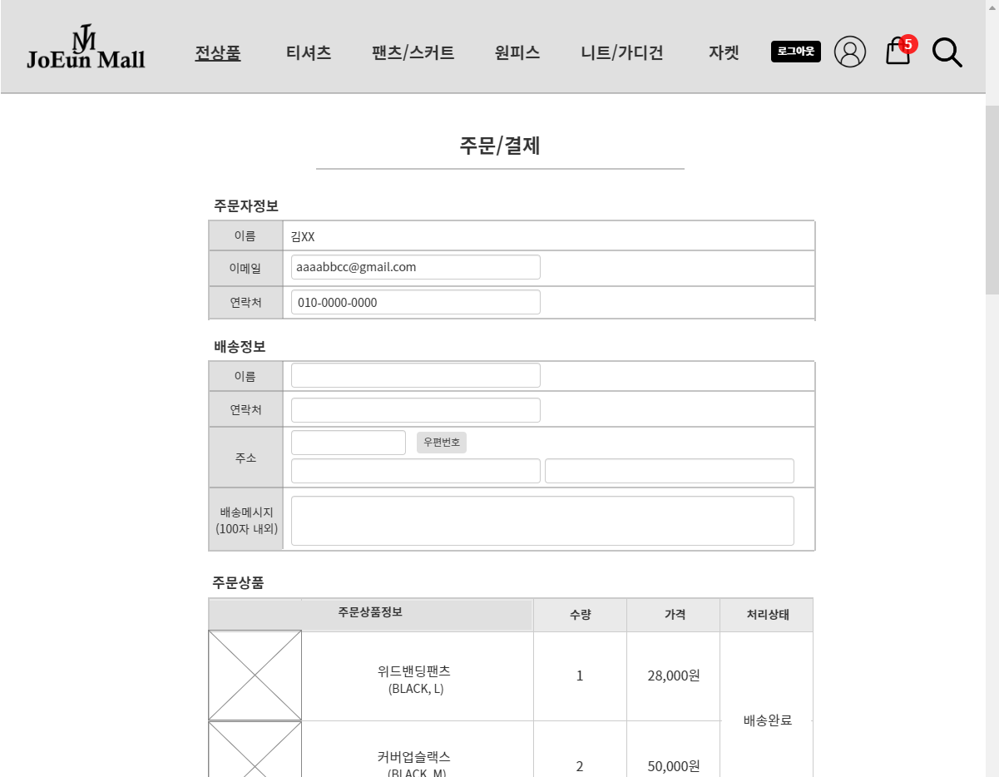 JM
JoEun Mall
전상품
티셔츠
팬츠/스커트
원피스
니트/가디건
자켓
로그아웃
5
주문/결제
주문자정보
이름
김XX
이메일
aaaabbcc@gmail.com
연락처
010-0000-0000
배송정보
이름
연락처
주소
우편번호
배송메시지
(100자 내외)
주문상품
주문상품정보
수량
가격
처리상태
위드밴딩팬츠
(BLACK, L)
1
28,000원
배송완료
커버업슬랙스
(BLACK, M)
2
50,000원